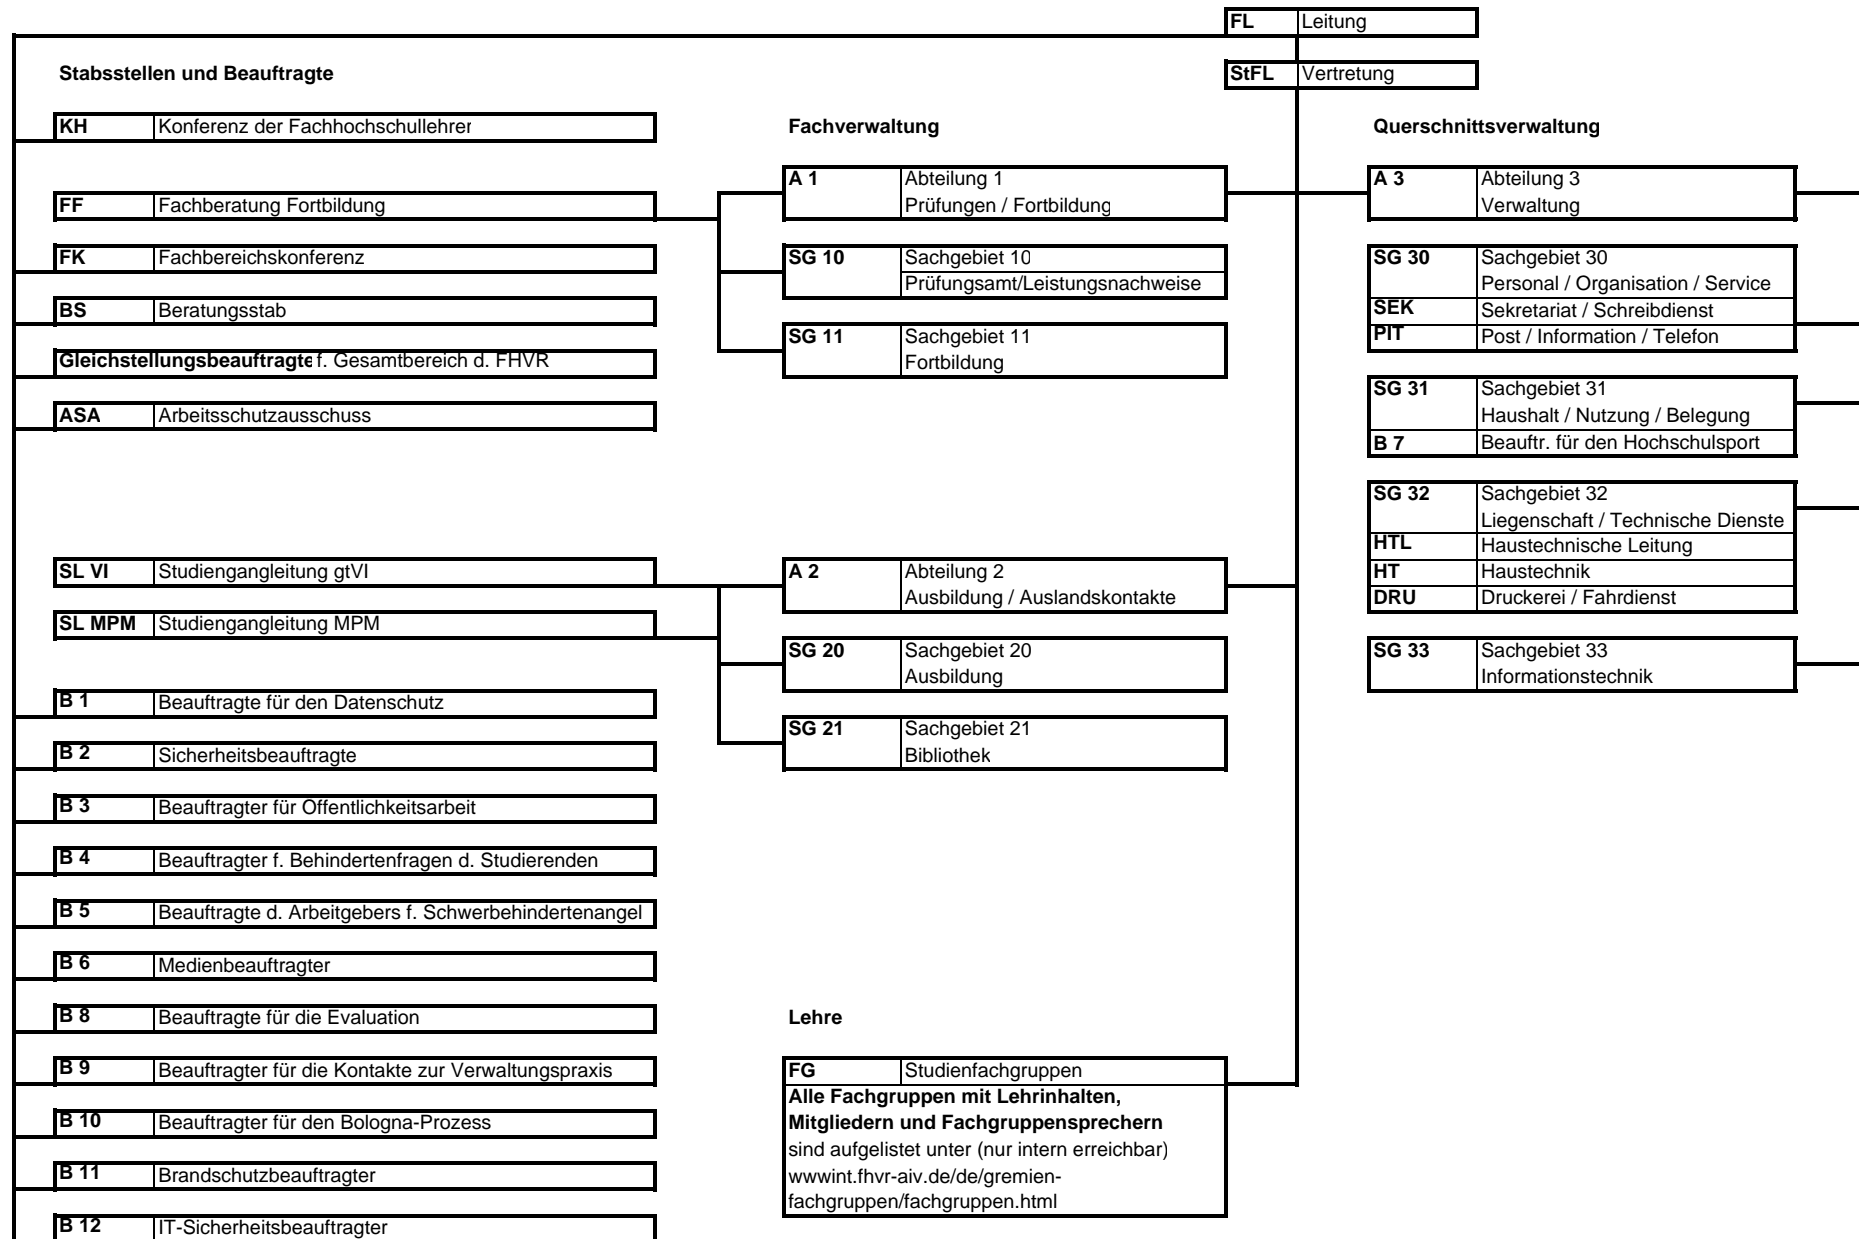 FL Leitung
StFL Vertretung
Stabsstellen und Beauftragte
KH Konferenz der Fachhochschullehrer
FF Fachberatung Fortbildung
FK Fachbereichskonferenz
BS Beratungsstab
Gleichstellungsbeauftragte f. Gesamtbereich d. FHVR
ASA Arbeitsschutzausschuss
SL VI Studiengangleitung gtVI
SL MPM Studiengangleitung MPM
B 1 Beauftragte für den Datenschutz
B 2 Sicherheitsbeauftragte
B 3 Beauftragter für Öffentlichkeitsarbeit
B 4 Beauftragter f. Behindertenfragen d. Studierenden
B 5 Beauftragte d. Arbeitgebers f. Schwerbehindertenangel
B 6 Medienbeauftragter
B 8 Beauftragte für die Evaluation
B 9 Beauftragter für die Kontakte zur Verwaltungspraxis
B 10 Beauftragter für den Bologna-Prozess
B 11 Brandschutzbeauftragter
B 12 IT-Sicherheitsbeauftragter
Fachverwaltung
A 1 Abteilung 1
Prüfungen / Fortbildung
SG 10 Sachgebiet 10
Prüfungsamt/Leistungsnachweise
SG 11 Sachgebiet 11
Fortbildung
A 2 Abteilung 2
Ausbildung / Auslandskontakte
SG 20 Sachgebiet 20
Ausbildung
SG 21 Sachgebiet 21
Bibliothek
Lehre
FG Studienfachgruppen
Alle Fachgruppen mit Lehrinhalten,
Mitgliedern und Fachgruppensprechern
sind aufgelistet unter (nur intern erreichbar)
wwwint.fhvr-aiv.de/de/gremien-
fachgruppen/fachgruppen.html
Querschnittsverwaltung
A 3 Abteilung 3
Verwaltung
SG 30 Sachgebiet 30
Personal / Organisation / Service
SEK Sekretariat / Schreibdienst
PIT Post / Information / Telefon
SG 31 Sachgebiet 31
Haushalt / Nutzung / Belegung
B 7 Beauftr. für den Hochschulsport
SG 32 Sachgebiet 32
Liegenschaft / Technische Dienste
HTL Haustechnische Leitung
HT Haustechnik
DRU Druckerei / Fahrdienst
SG 33 Sachgebiet 33
Informationstechnik